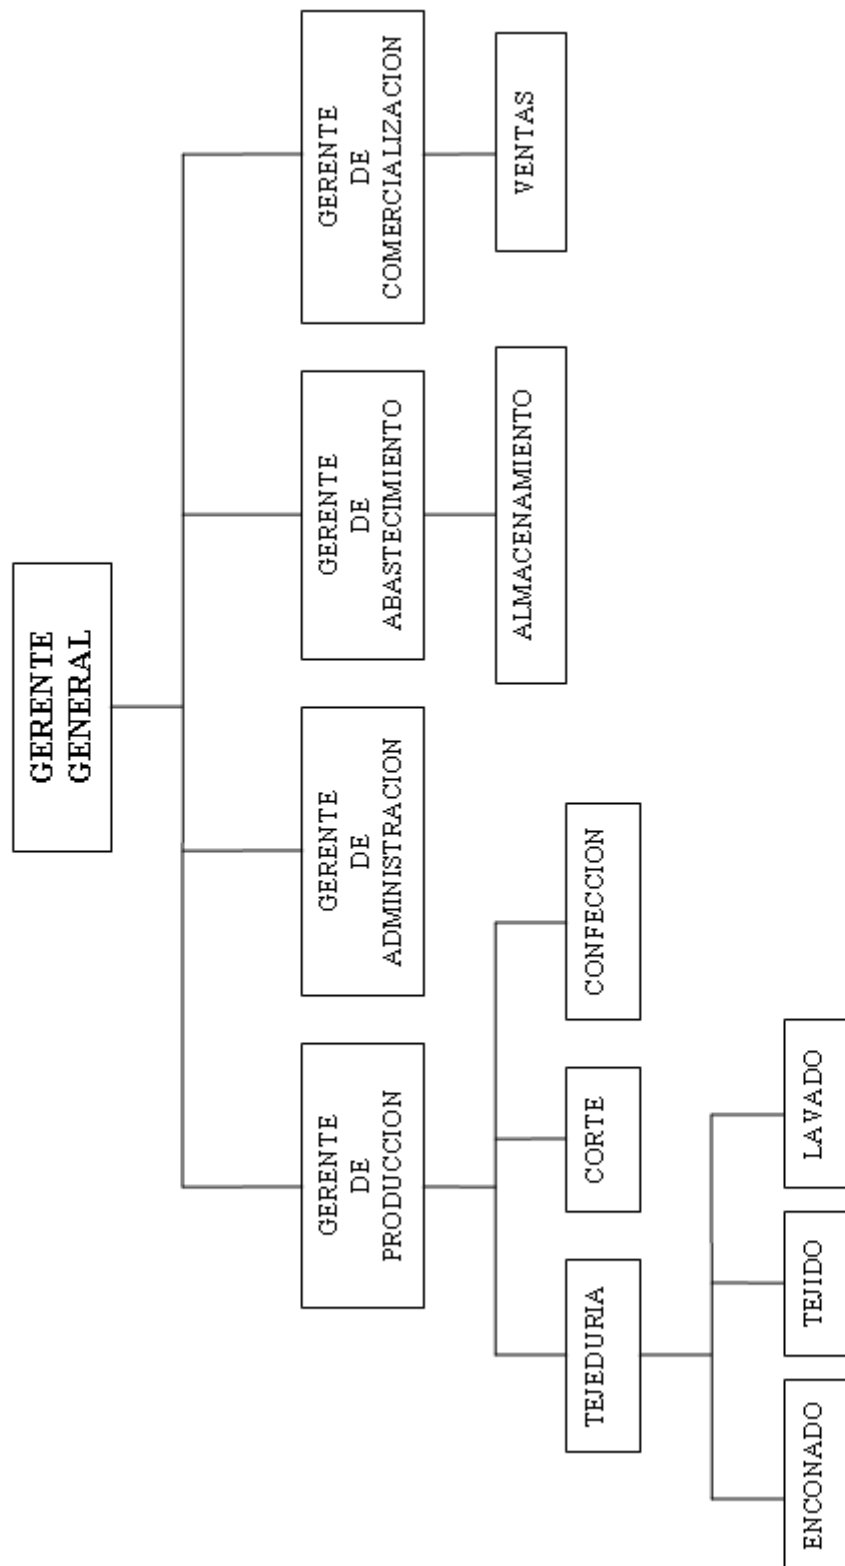 GERENTE
GENERAL
GERENTE
DE
PRODUCCION
GERENTE
DE
ADMINISTRACION
GERENTE
DE
ABASTECIMIENTO
GERENTE
DE
COMERCIALIZACION
TEJEDURIA
CORTE
CONFECCION
ALMACENAMIENTO
VENTAS
ENCONADO
TEJIDO
LAVADO